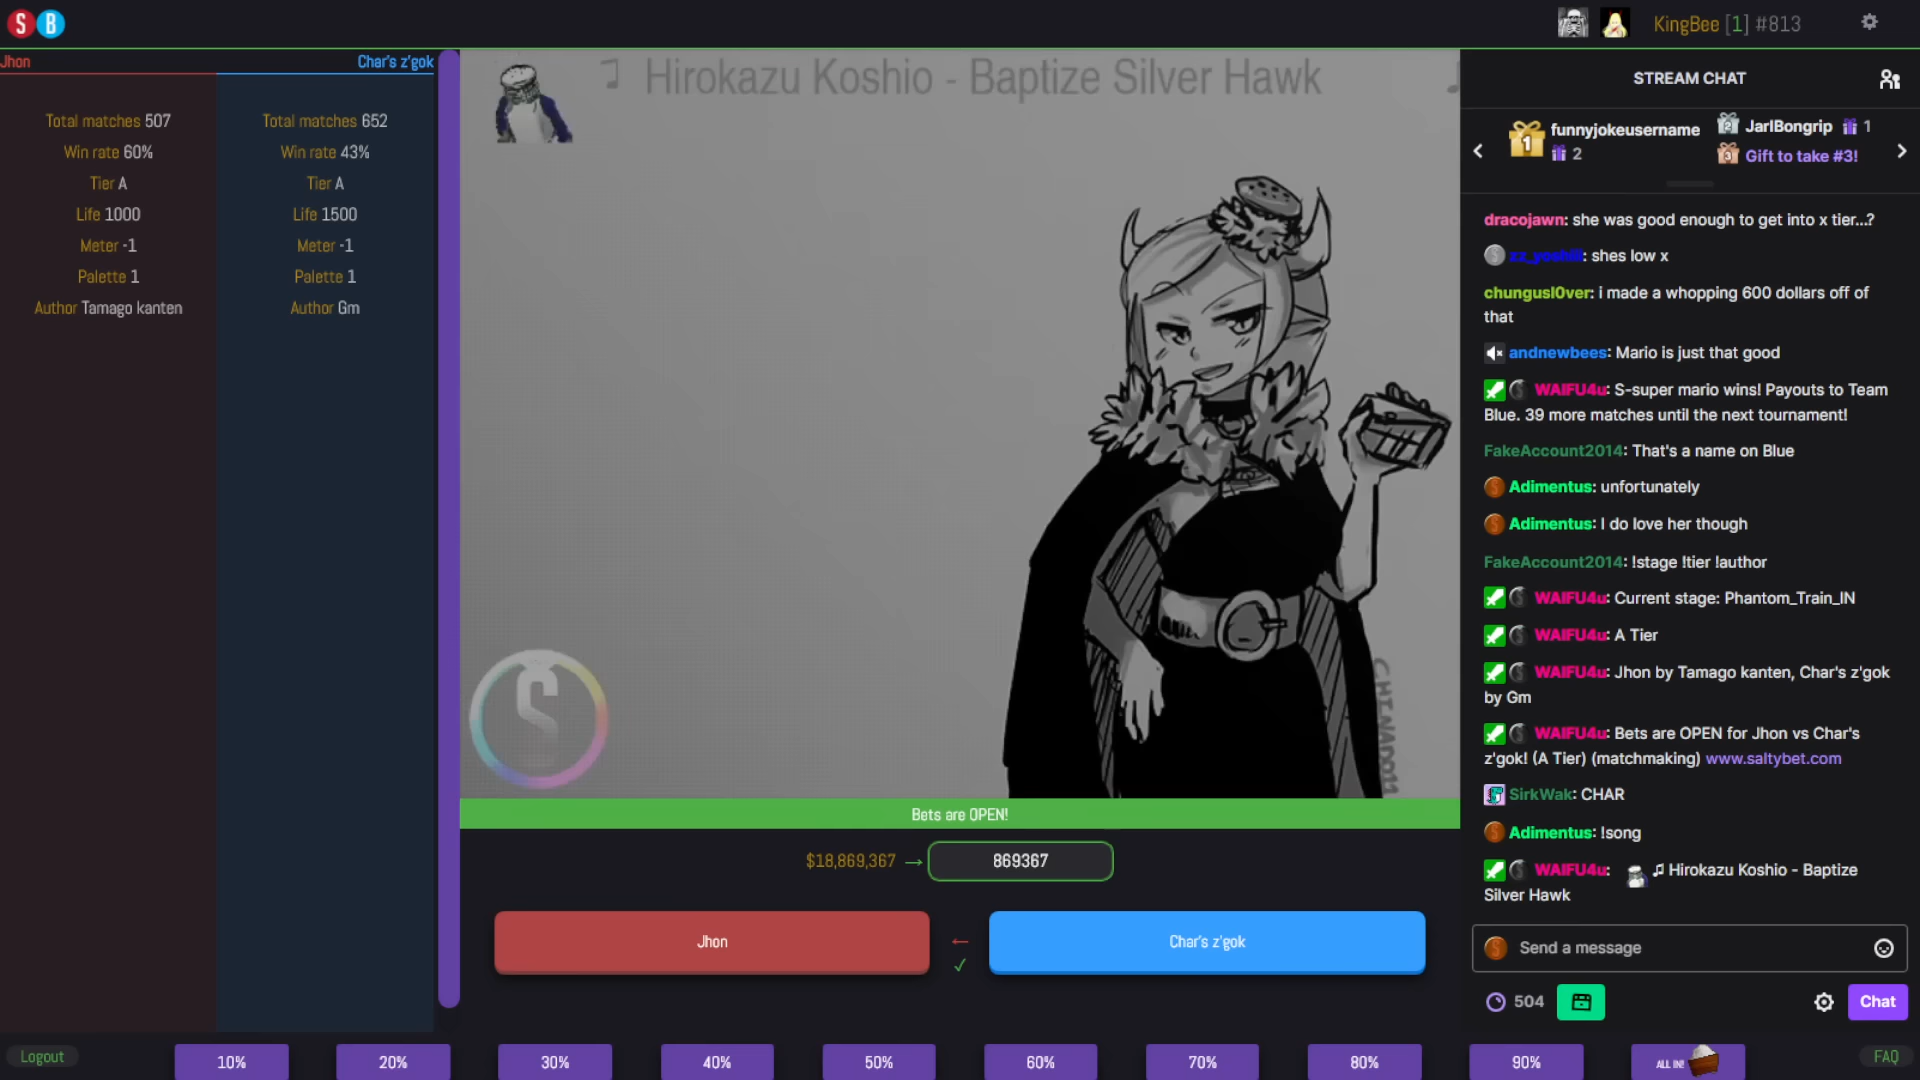 S B
KingBee [1] #813
Jhon
Char's z'gok
Total matches 507
Win rate 60%
Tier A
Life 1000
Meter -1
Palette 1
Author Tamago kanten
Total matches 652
Win rate 43%
Tier A
Life 1500
Meter -1
Palette 1
Author Gm
♫ Hirokazu Koshio - Baptize Silver Hawk
CHINADOLL
S
Bets are OPEN!
$18,869,367 → 869367
Jhon
←
✓
Char's z'gok
STREAM CHAT
1 funnyjokeusername
2
2 JarlBongrip 1
3 Gift to take #3!
dracojawn: she was good enough to get into x tier...?
xz_yoshiii: shes low x
chungusl0ver: i made a whopping 600 dollars off of
that
andnewbees: Mario is just that good
WAIFU4u: S-super mario wins! Payouts to Team
Blue. 39 more matches until the next tournament!
FakeAccount2014: That's a name on Blue
Adimentus: unfortunately
Adimentus: I do love her though
FakeAccount2014: !stage !tier !author
WAIFU4u: Current stage: Phantom_Train_IN
WAIFU4u: A Tier
WAIFU4u: Jhon by Tamago kanten, Char's z'gok
by Gm
WAIFU4u: Bets are OPEN for Jhon vs Char's
z'gok! (A Tier) (matchmaking) www.saltybet.com
SirkWak: CHAR
Adimentus: !song
WAIFU4u: ♫ Hirokazu Koshio - Baptize
Silver Hawk
Send a message
504
Chat
Logout
10%
20%
30%
40%
50%
60%
70%
80%
90%
ALL IN!
FAQ